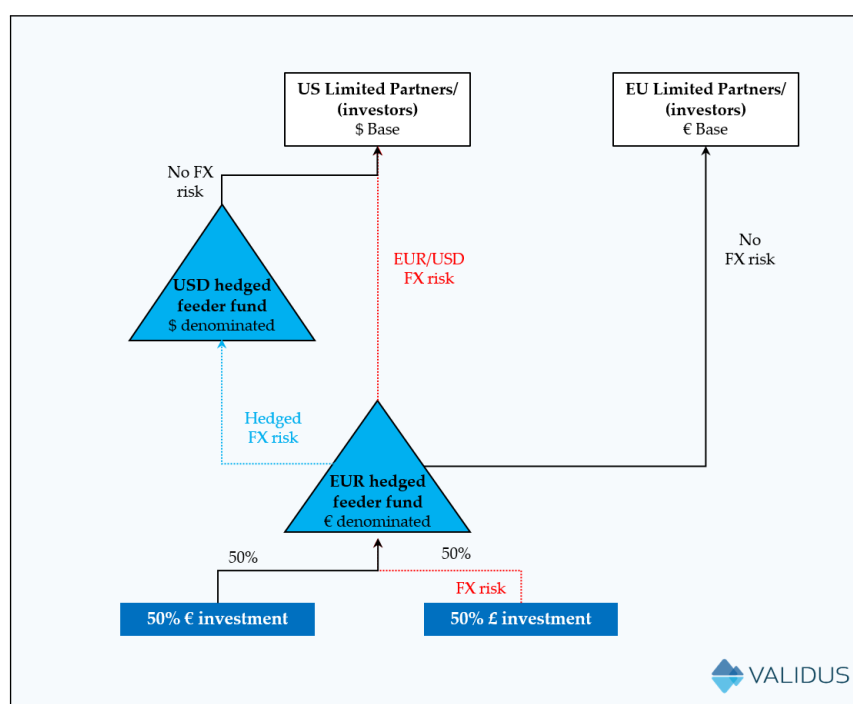 US Limited Partners/
(investors)
$ Base
EU Limited Partners/
(investors)
€ Base
No FX
risk
EUR/USD
FX risk
No
FX risk
USD hedged
feeder fund
$ denominated
Hedged
FX risk
EUR hedged
feeder fund
€ denominated
50%
50%
FX risk
50% € investment
50% £ investment
VALIDUS